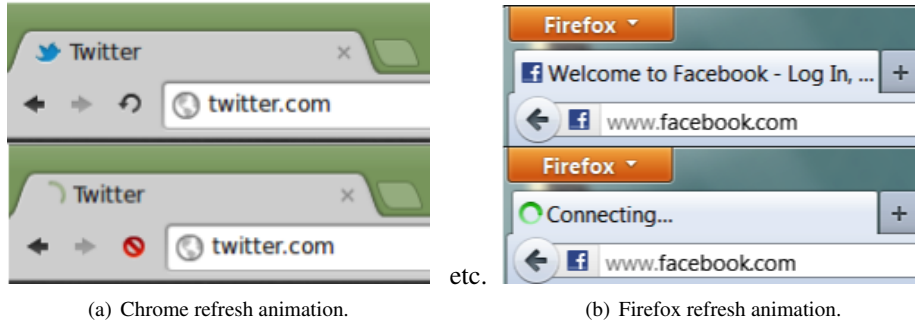 Twitter
twitter.com
Twitter
twitter.com
(a) Chrome refresh animation.
etc.
Firefox
Welcome to Facebook - Log In, ...
www.facebook.com
Firefox
Connecting...
www.facebook.com
(b) Firefox refresh animation.